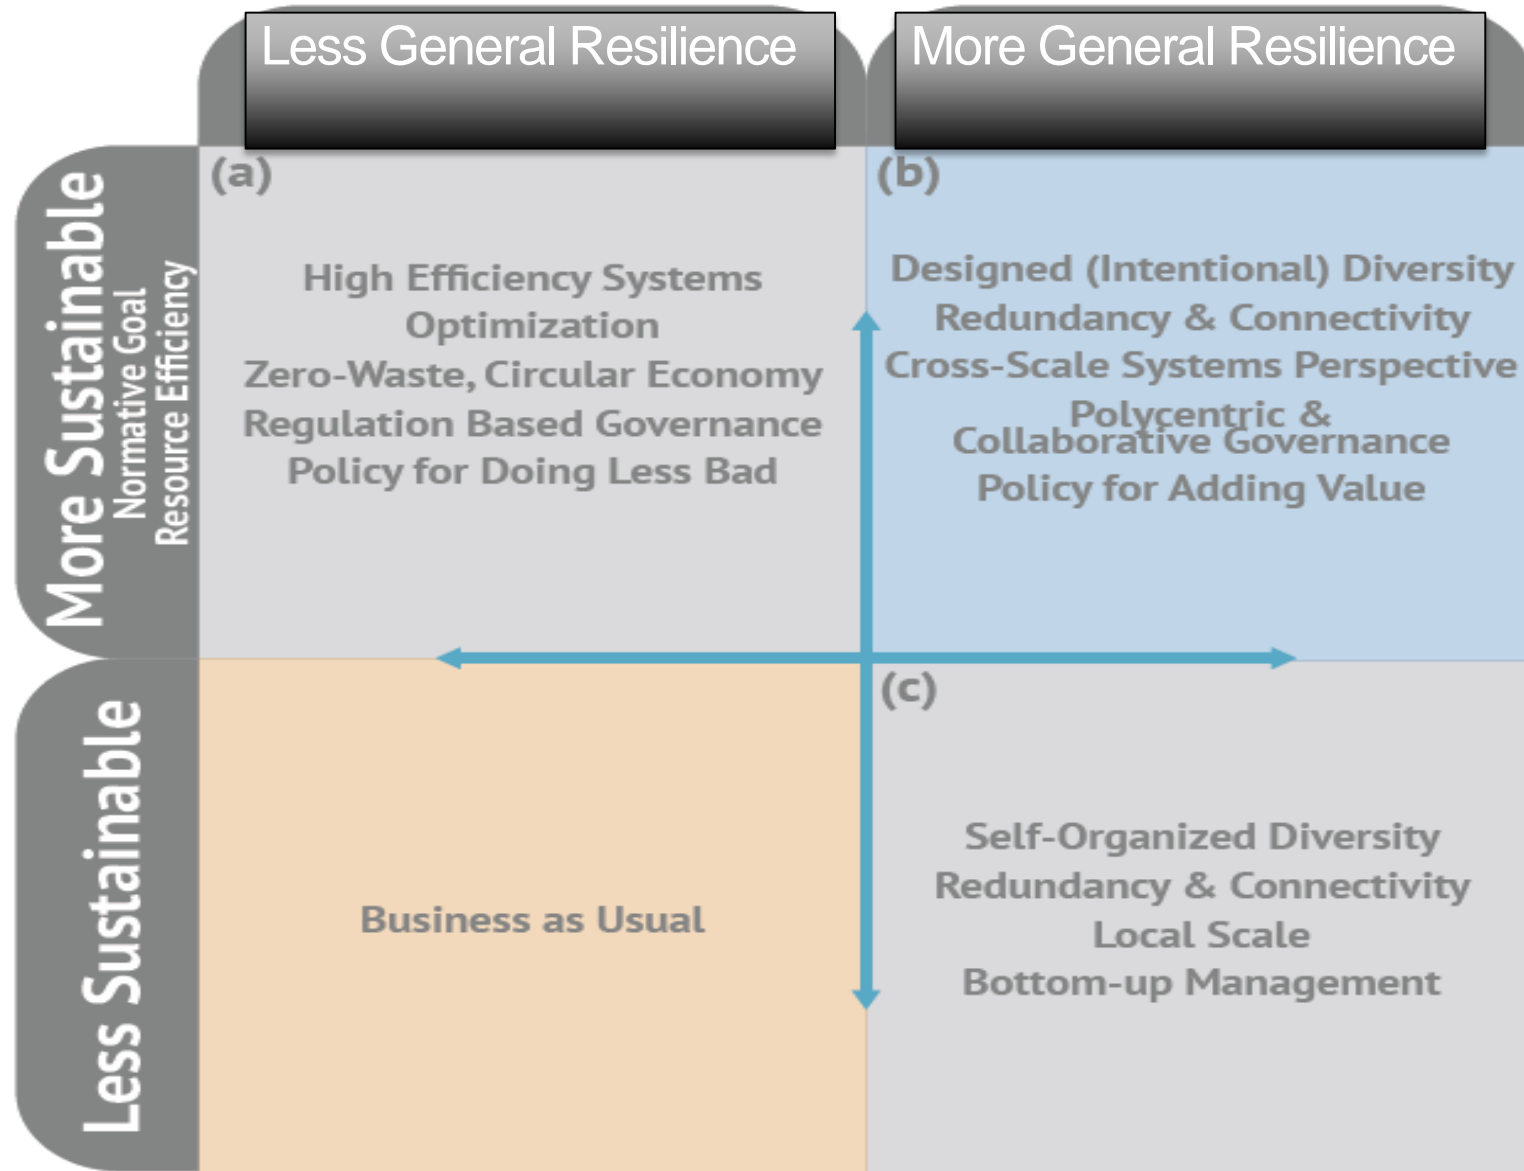 Less General Resilience
More General Resilience
More Sustainable
Normative Goal
Resource Efficiency
(a)
High Efficiency Systems
Optimization
Zero-Waste, Circular Economy
Regulation Based Governance
Policy for Doing Less Bad
(b)
Designed (Intentional) Diversity
Redundancy & Connectivity
Cross-Scale Systems Perspective
Polycentric &
Collaborative Governance
Policy for Adding Value
Less Sustainable
Business as Usual
(c)
Self-Organized Diversity
Redundancy & Connectivity
Local Scale
Bottom-up Management